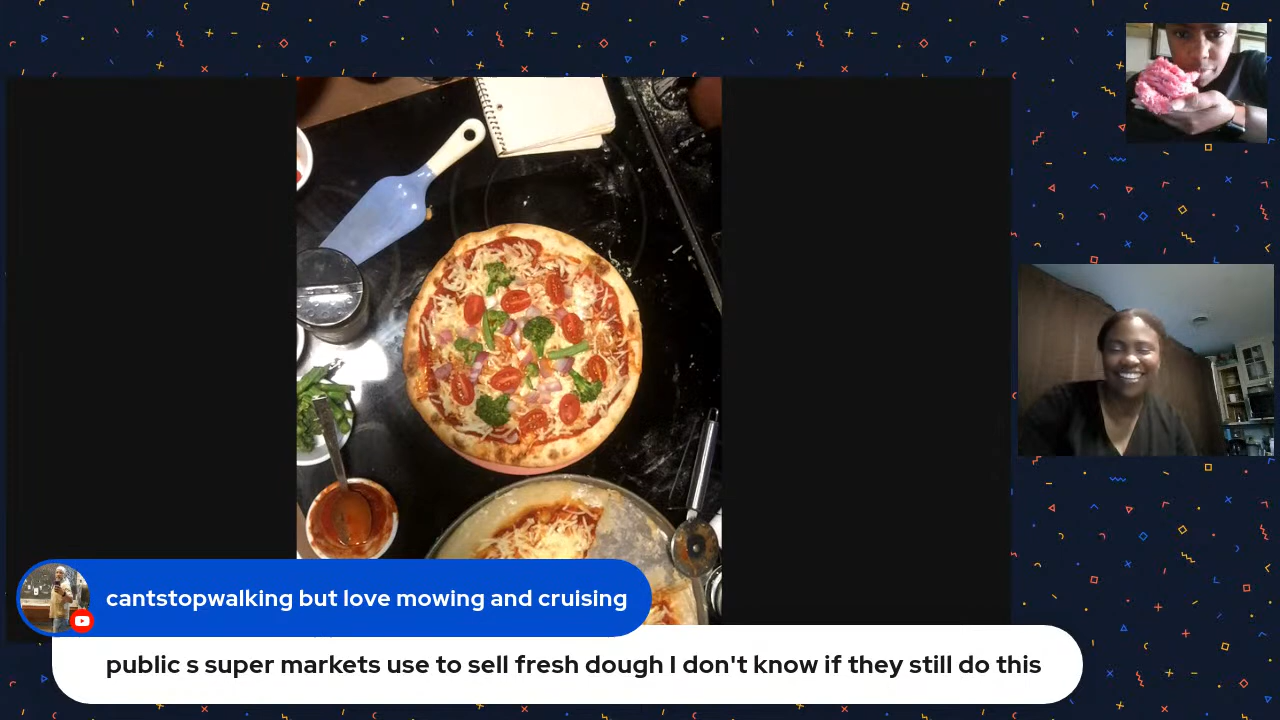 cantstopwalking but love mowing and cruising
public s super markets use to sell fresh dough I don't know if they still do this